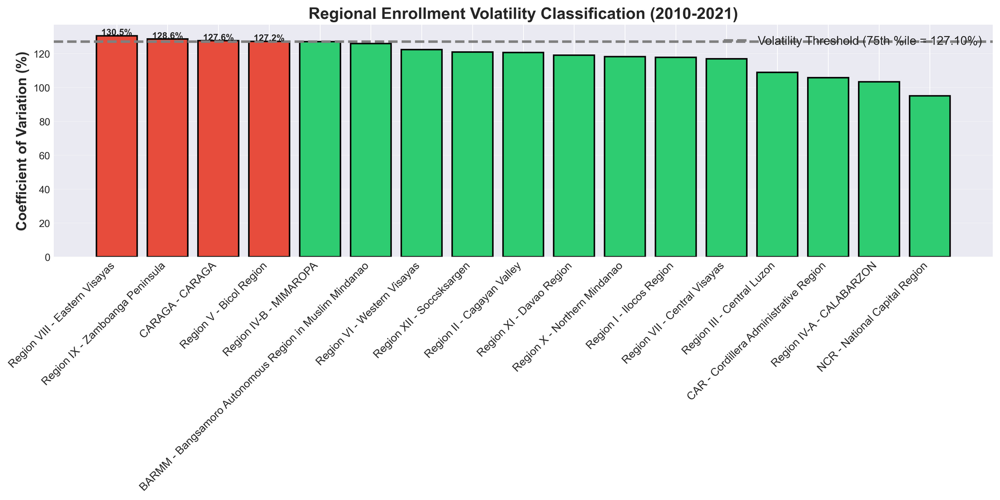 Regional Enrollment Volatility Classification (2010-2021)
130.5%
128.6%
127.6%
127.2%
Volatility Threshold (75th %ile = 127.10%)
Coefficient of Variation (%)
120
100
80
60
40
20
0
Region VIII - Eastern Visayas
Region IX - Zamboanga Peninsula
CARAGA - CARAGA
Region V - Bicol Region
Region IV-B - MIMAROPA
BARMM - Bangsamoro Autonomous Region in Muslim Mindanao
Region VI - Western Visayas
Region XII - Soccsksargen
Region II - Cagayan Valley
Region XI - Davao Region
Region X - Northern Mindanao
Region I - Ilocos Region
Region VII - Central Visayas
Region III - Central Luzon
CAR - Cordillera Administrative Region
Region IV-A - CALABARZON
NCR - National Capital Region